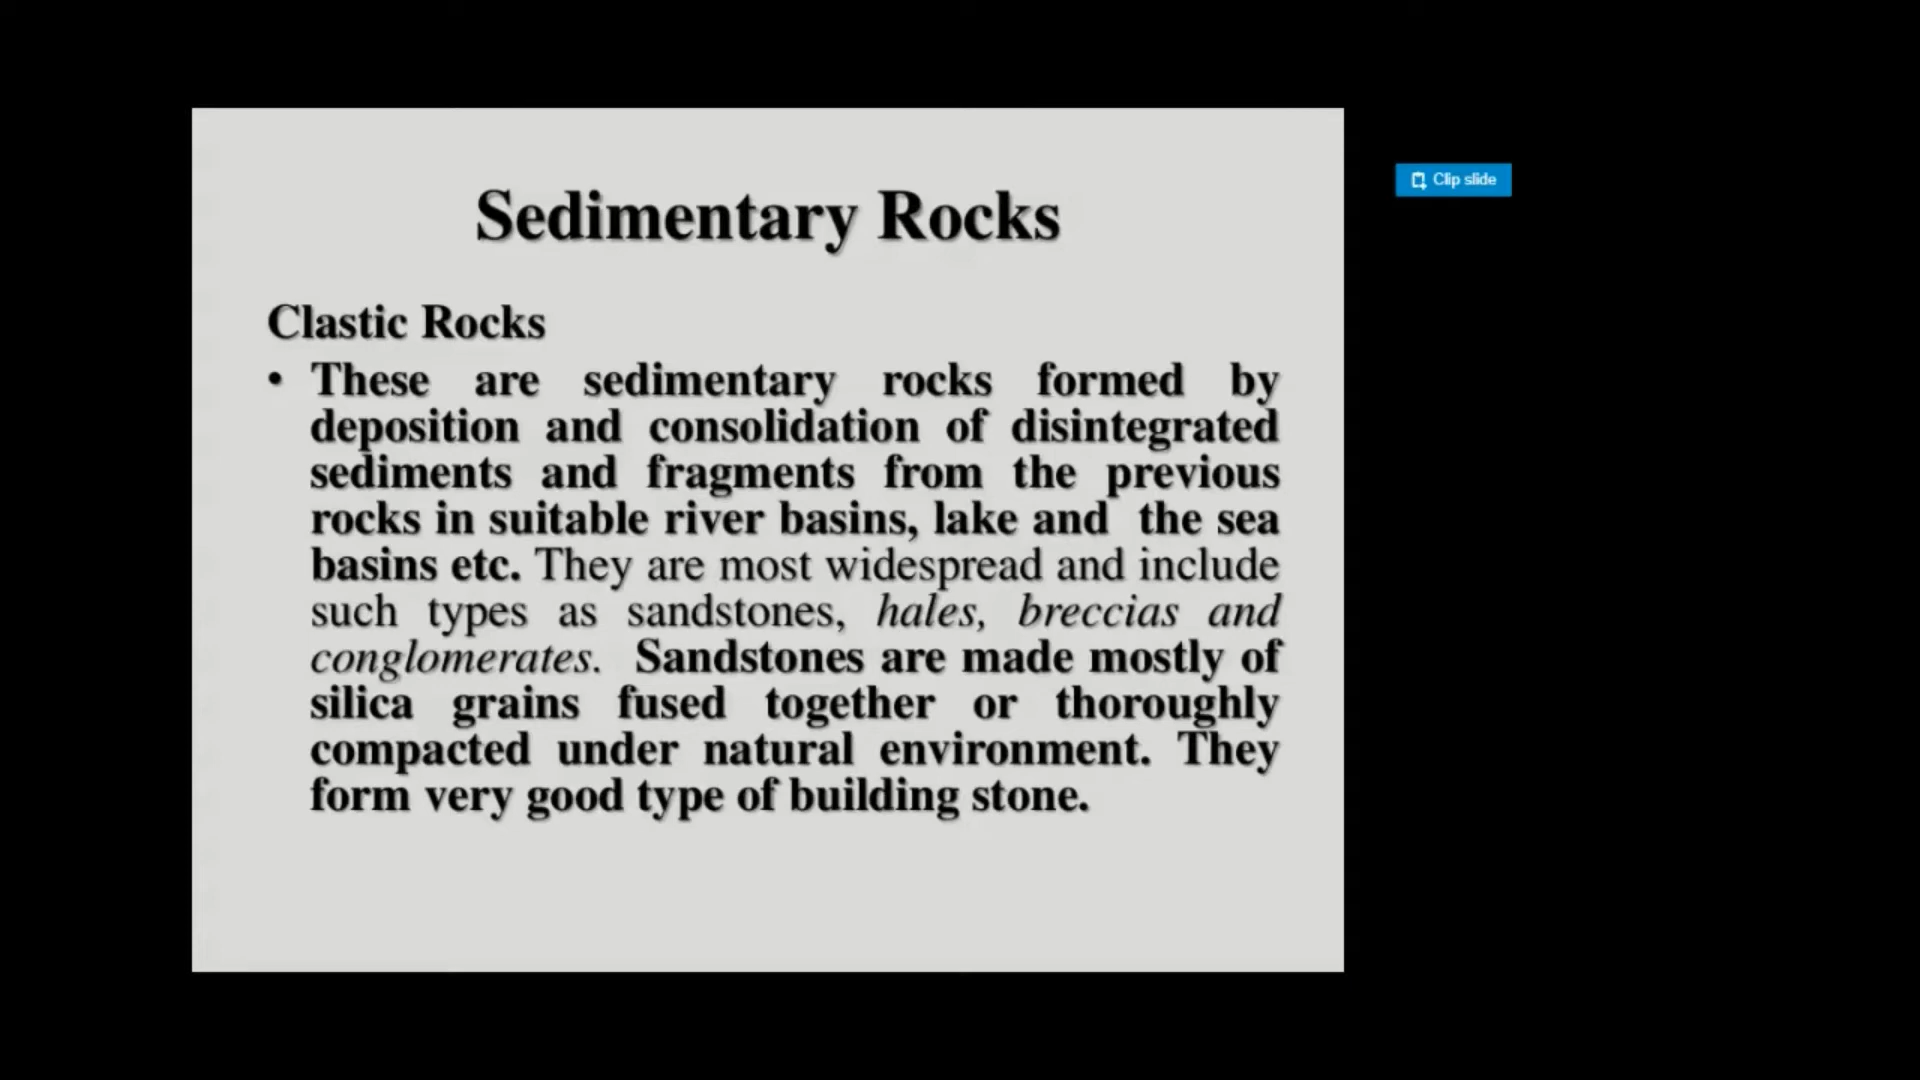 Sedimentary Rocks
Clip slide
Clastic Rocks
• These are sedimentary rocks formed by
deposition and consolidation of disintegrated
sediments and fragments from the previous
rocks in suitable river basins, lake and the sea
basins etc. They are most widespread and include
such types as sandstones, hales, breccias and
conglomerates. Sandstones are made mostly of
silica grains fused together or thoroughly
compacted under natural environment. They
form very good type of building stone.